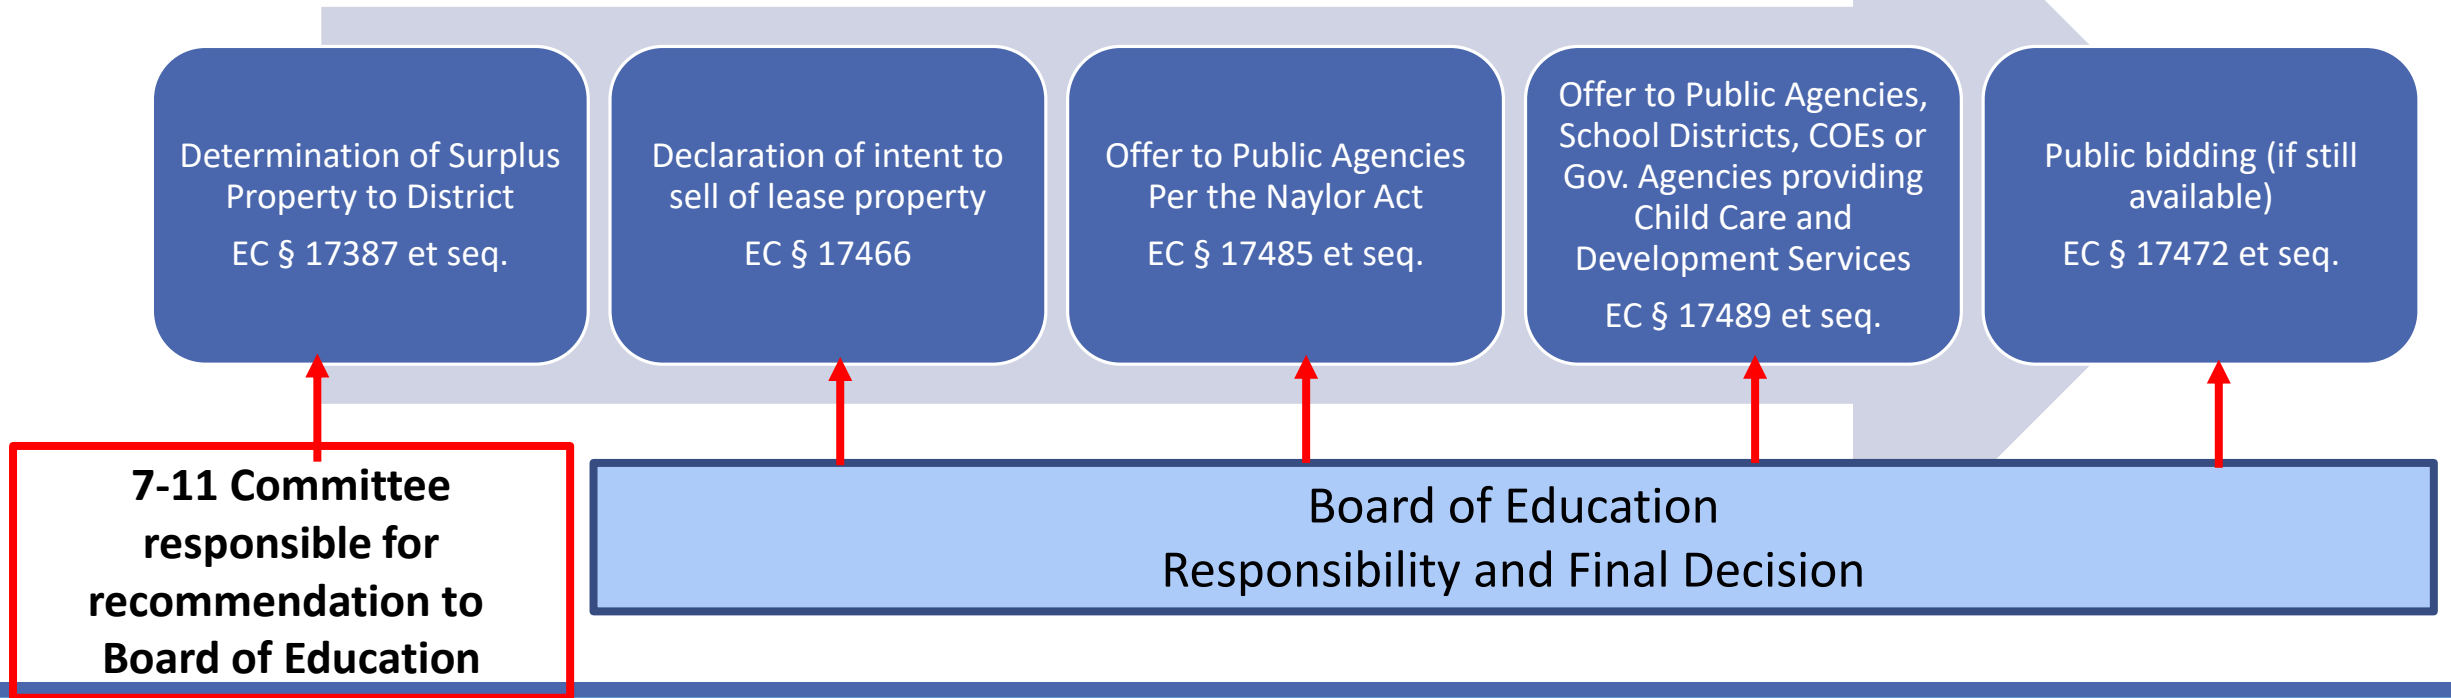 Determination of Surplus
Property to District
EC § 17387 et seq.
Declaration of intent to
sell of lease property
EC § 17466
Offer to Public Agencies
Per the Naylor Act
EC § 17485 et seq.
Offer to Public Agencies,
School Districts, COEs or
Gov. Agencies providing
Child Care and
Development Services
EC § 17489 et seq.
Public bidding (if still
available)
EC § 17472 et seq.
7-11 Committee
responsible for
recommendation to
Board of Education
Board of Education
Responsibility and Final Decision